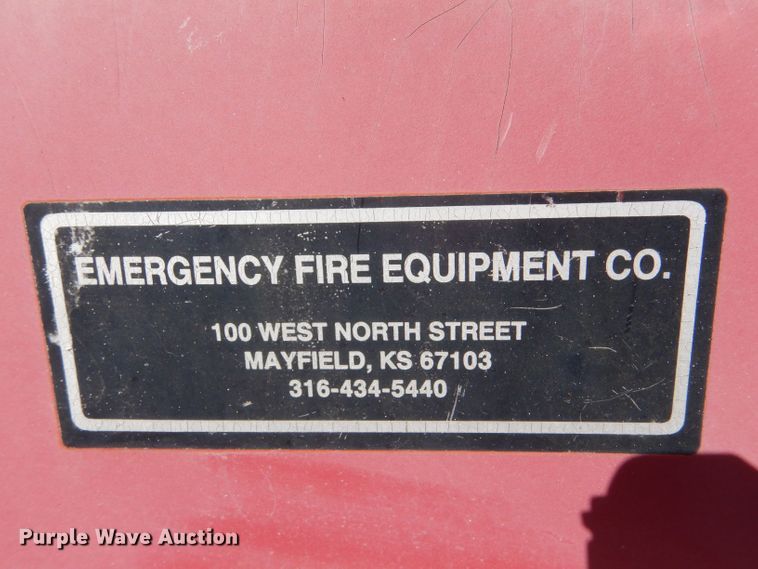 EMERGENCY FIRE EQUIPMENT CO.
100 WEST NORTH STREET
MAYFIELD, KS 67103
316-434-5440
Purple Wave Auction